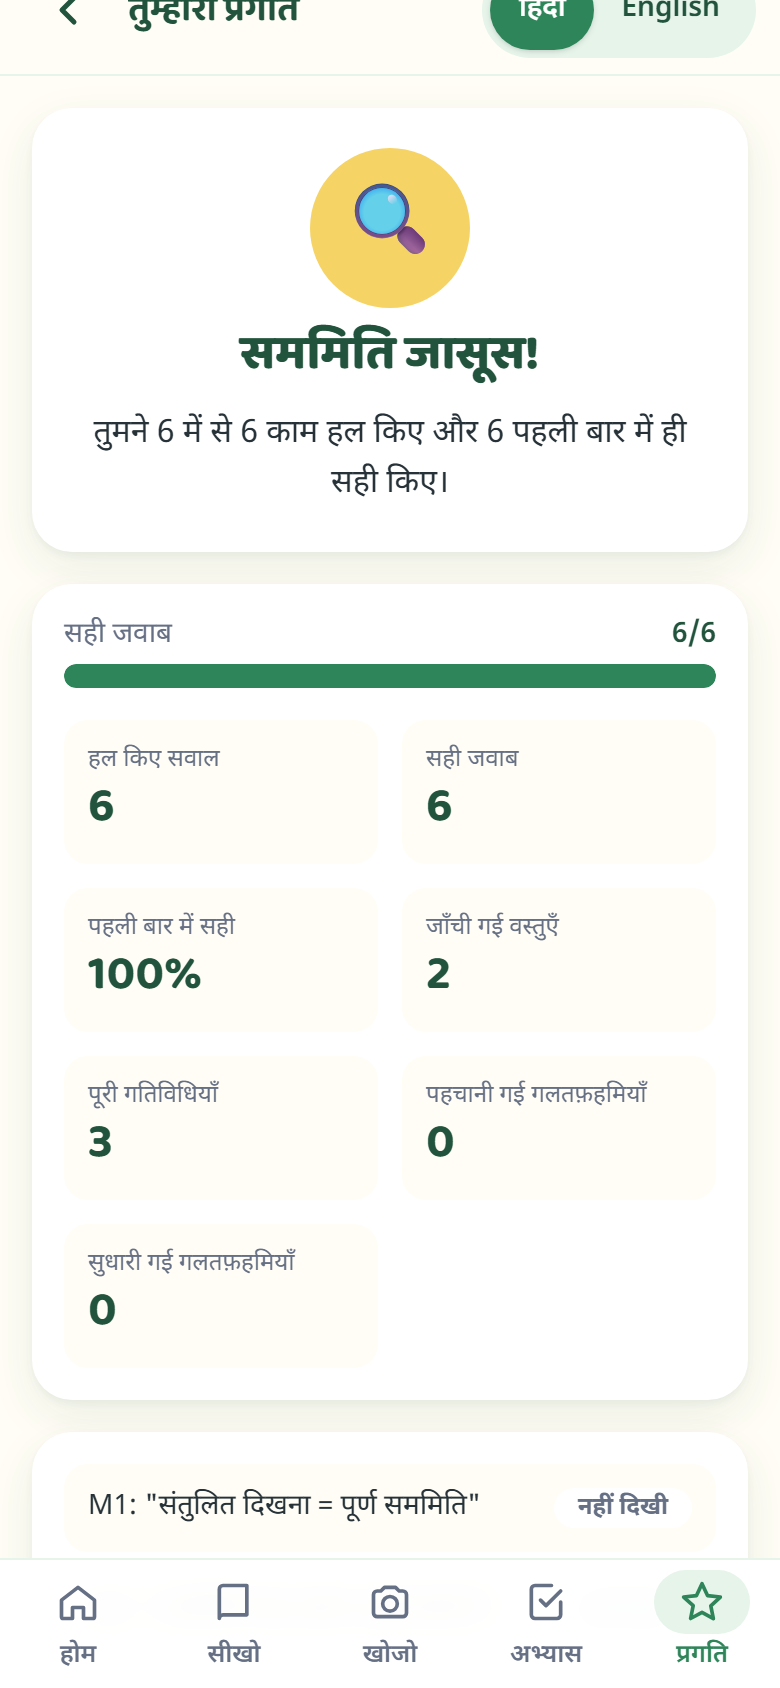 तुम्हारी प्रगति
हिंदी English
सममिति जासूस!
तुमने 6 में से 6 काम हल किए और 6 पहली बार में ही
सही किए।
सही जवाब 6/6
हल किए सवाल
6
सही जवाब
6
पहली बार में सही
100%
जाँची गई वस्तुएँ
2
पूरी गतिविधियाँ
3
पहचानी गई गलतफ़हमियाँ
0
सुधारी गई गलतफ़हमियाँ
0
M1: "संतुलित दिखना = पूर्ण सममिति" नहीं दिखी
होम सीखो खोजो अभ्यास प्रगति